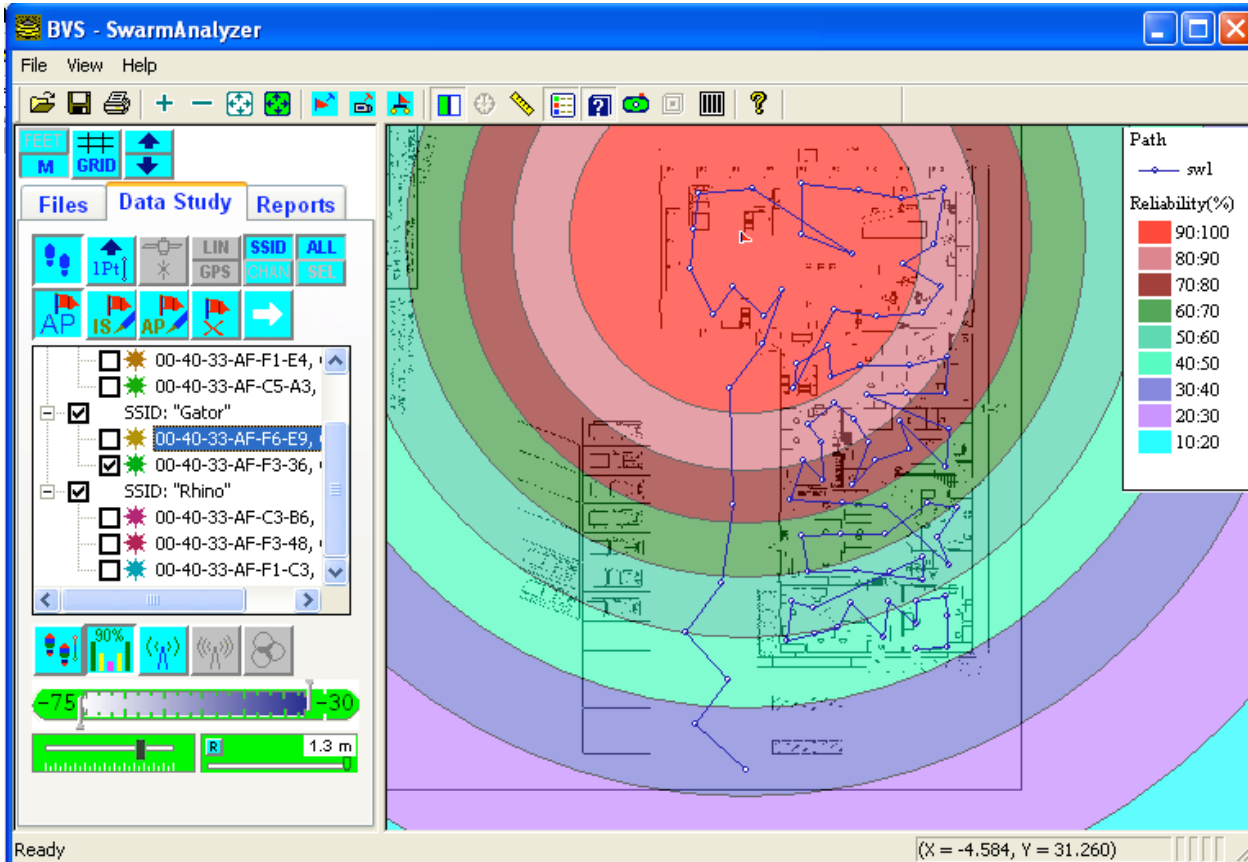 BVS - SwarmAnalyzer
File View Help
FEET
M
GRID
Files
Data Study
Reports
1Pt
LIN
GPS
SSID
CHAN
ALL
SEL
AP
IS
AP
00-40-33-AF-F1-E4,
00-40-33-AF-C5-A3,
SSID: "Gator"
00-40-33-AF-F6-E9,
00-40-33-AF-F3-36,
SSID: "Rhino"
00-40-33-AF-C3-B6,
00-40-33-AF-F3-48,
00-40-33-AF-F1-C3,
90%
-75
-30
R
1.3 m
Path
sw1
Reliability(%)
90:100
80:90
70:80
60:70
50:60
40:50
30:40
20:30
10:20
Ready
(X = -4.584, Y = 31.260)